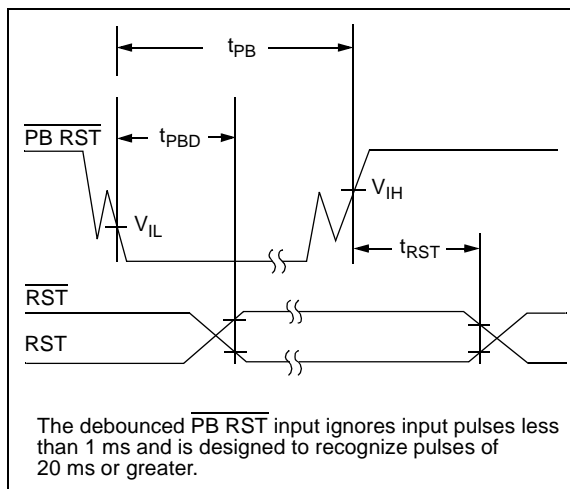 tPB
PB RST
tPBD
VIL
VIH
tRST
RST
RST
The debounced PB RST input ignores input pulses less
than 1 ms and is designed to recognize pulses of
20 ms or greater.